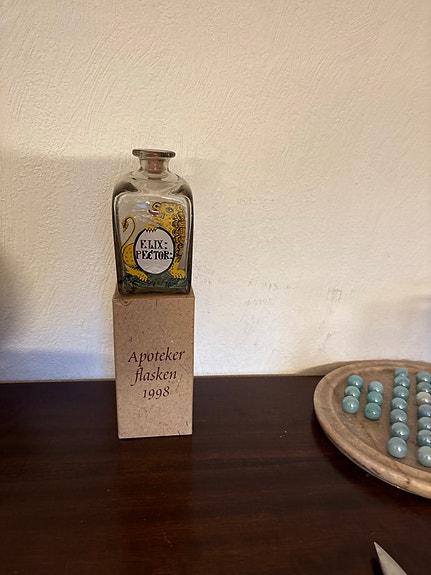 ELIX:
PECTOR:
Apoteker
flasken
1998